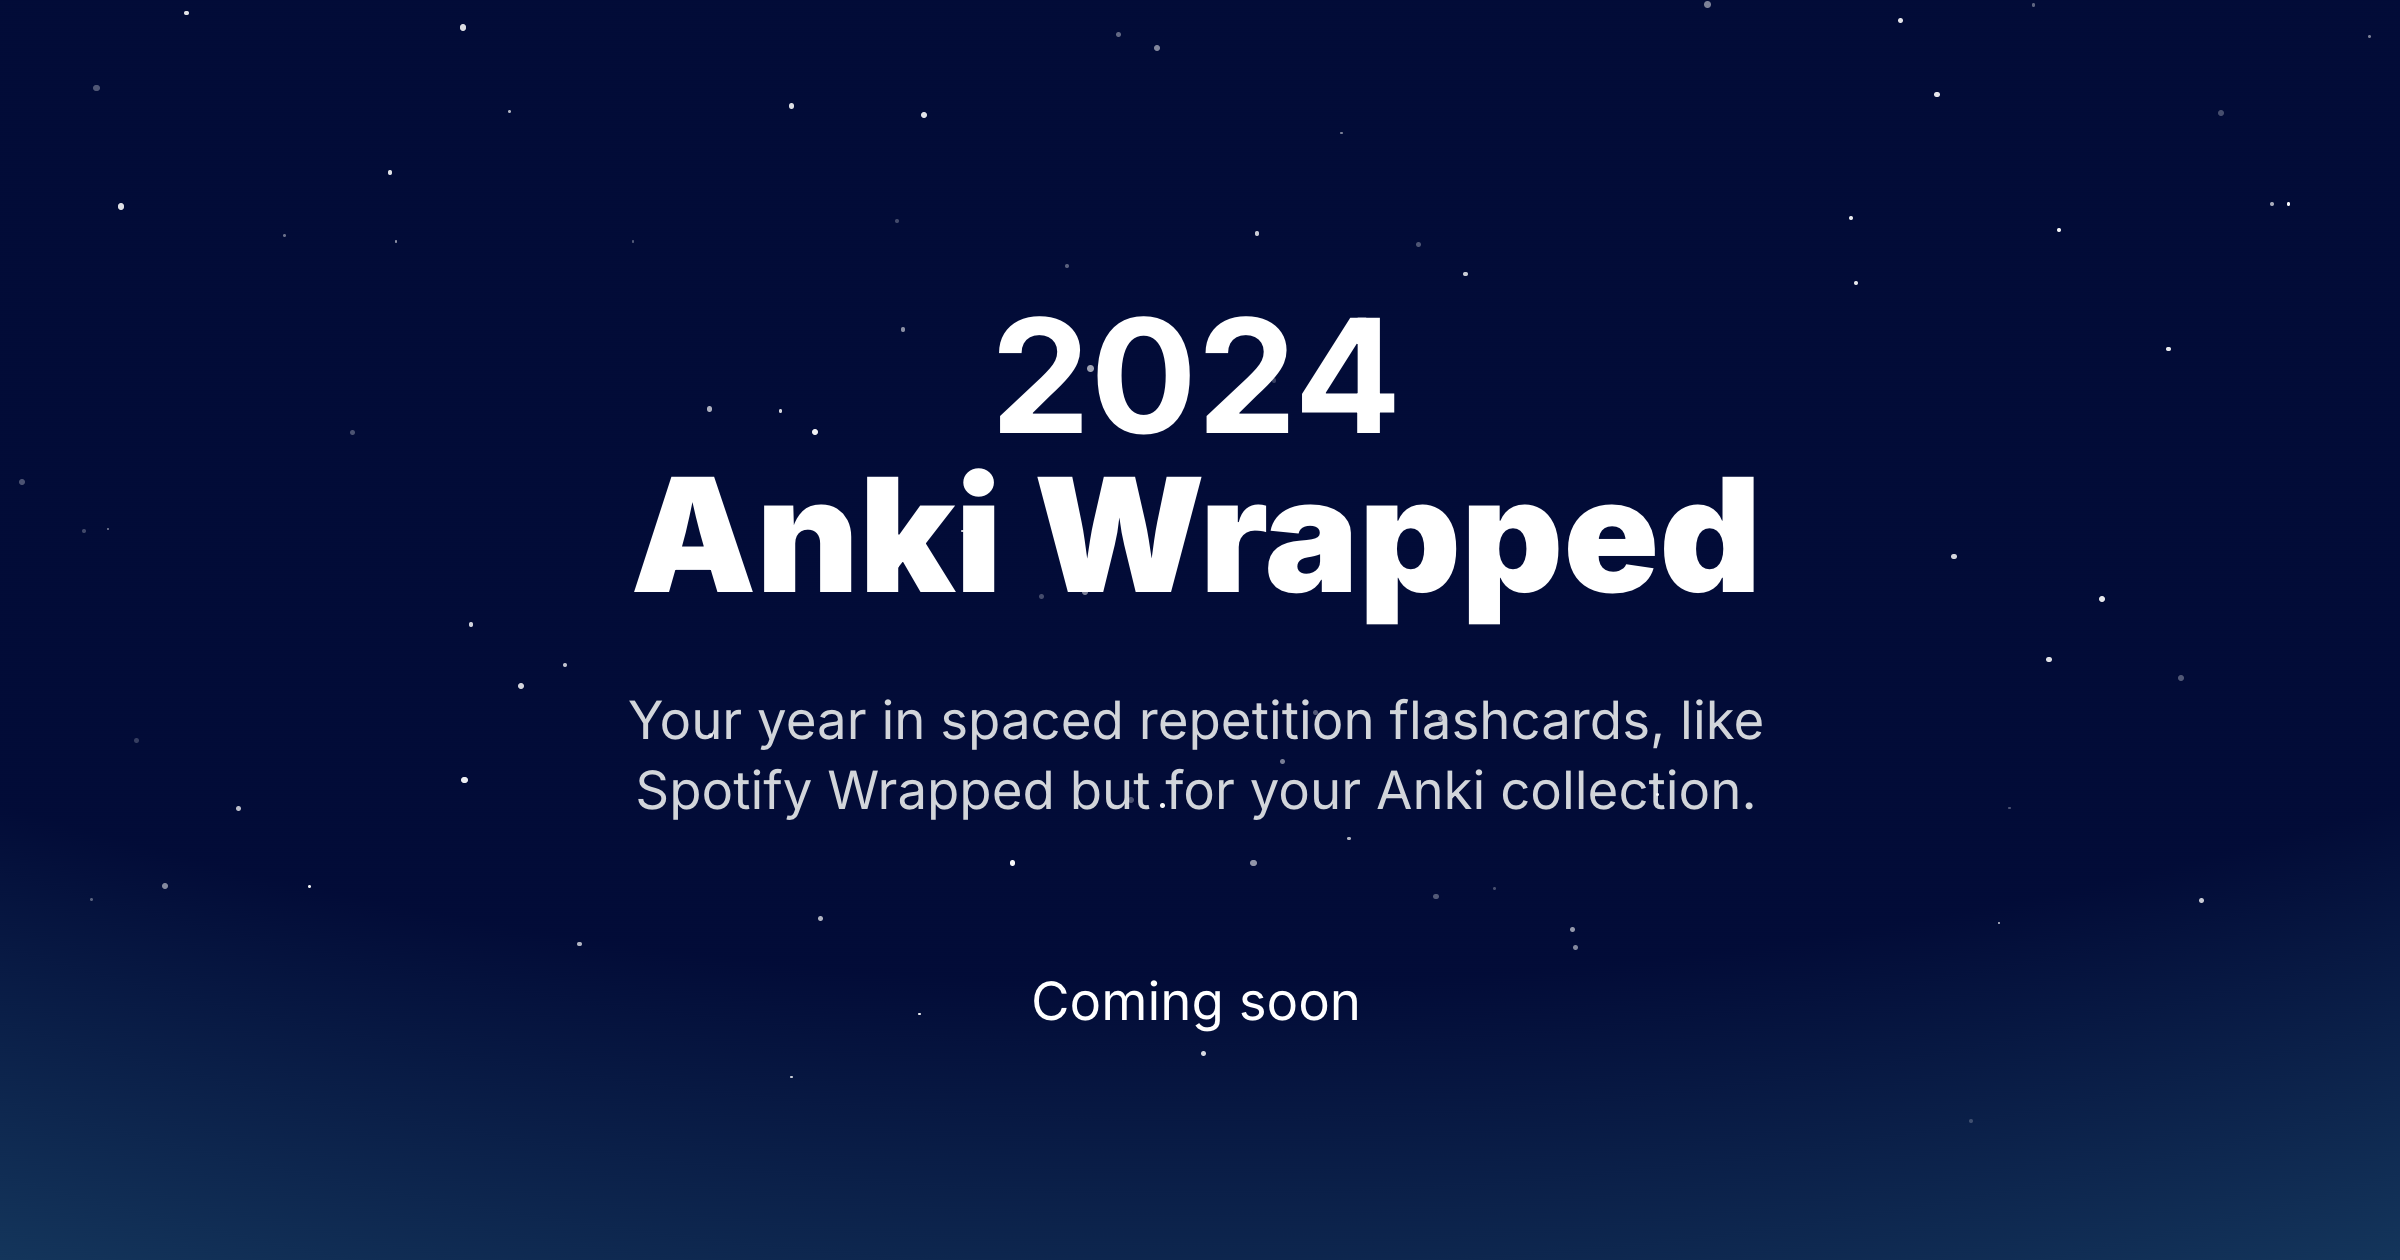 2024
Anki Wrapped
Your year in spaced repetition flashcards, like
Spotify Wrapped but for your Anki collection.
Coming soon